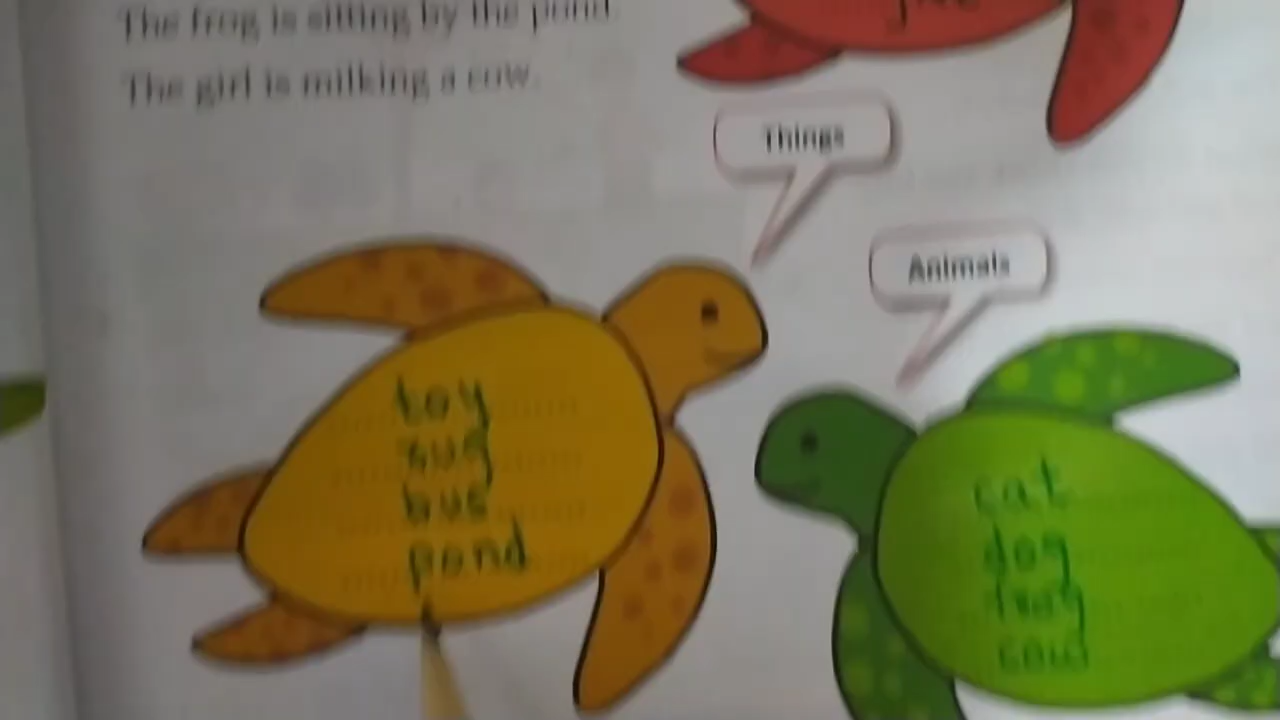 The frog is sitting by the pond.
The girl is milking a cow.
Things
Animals
toy
bus
pond
cat
dog
cow